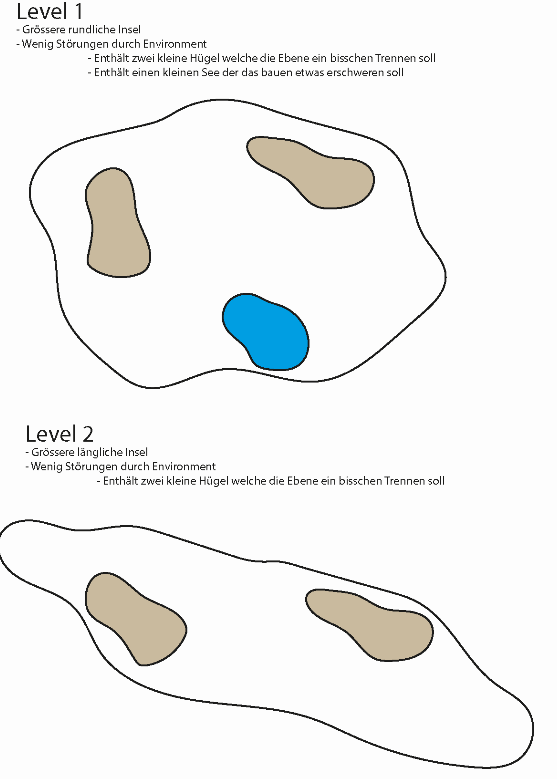 Level 1
- Grössere rundliche Insel
- Wenig Störungen durch Environment
- Enthält zwei kleine Hügel welche die Ebene ein bisschen Trennen soll
- Enthält einen kleinen See der das bauen etwas erschweren soll
Level 2
- Grössere längliche Insel
- Wenig Störungen durch Environment
- Enthält zwei kleine Hügel welche die Ebene ein bisschen Trennen soll